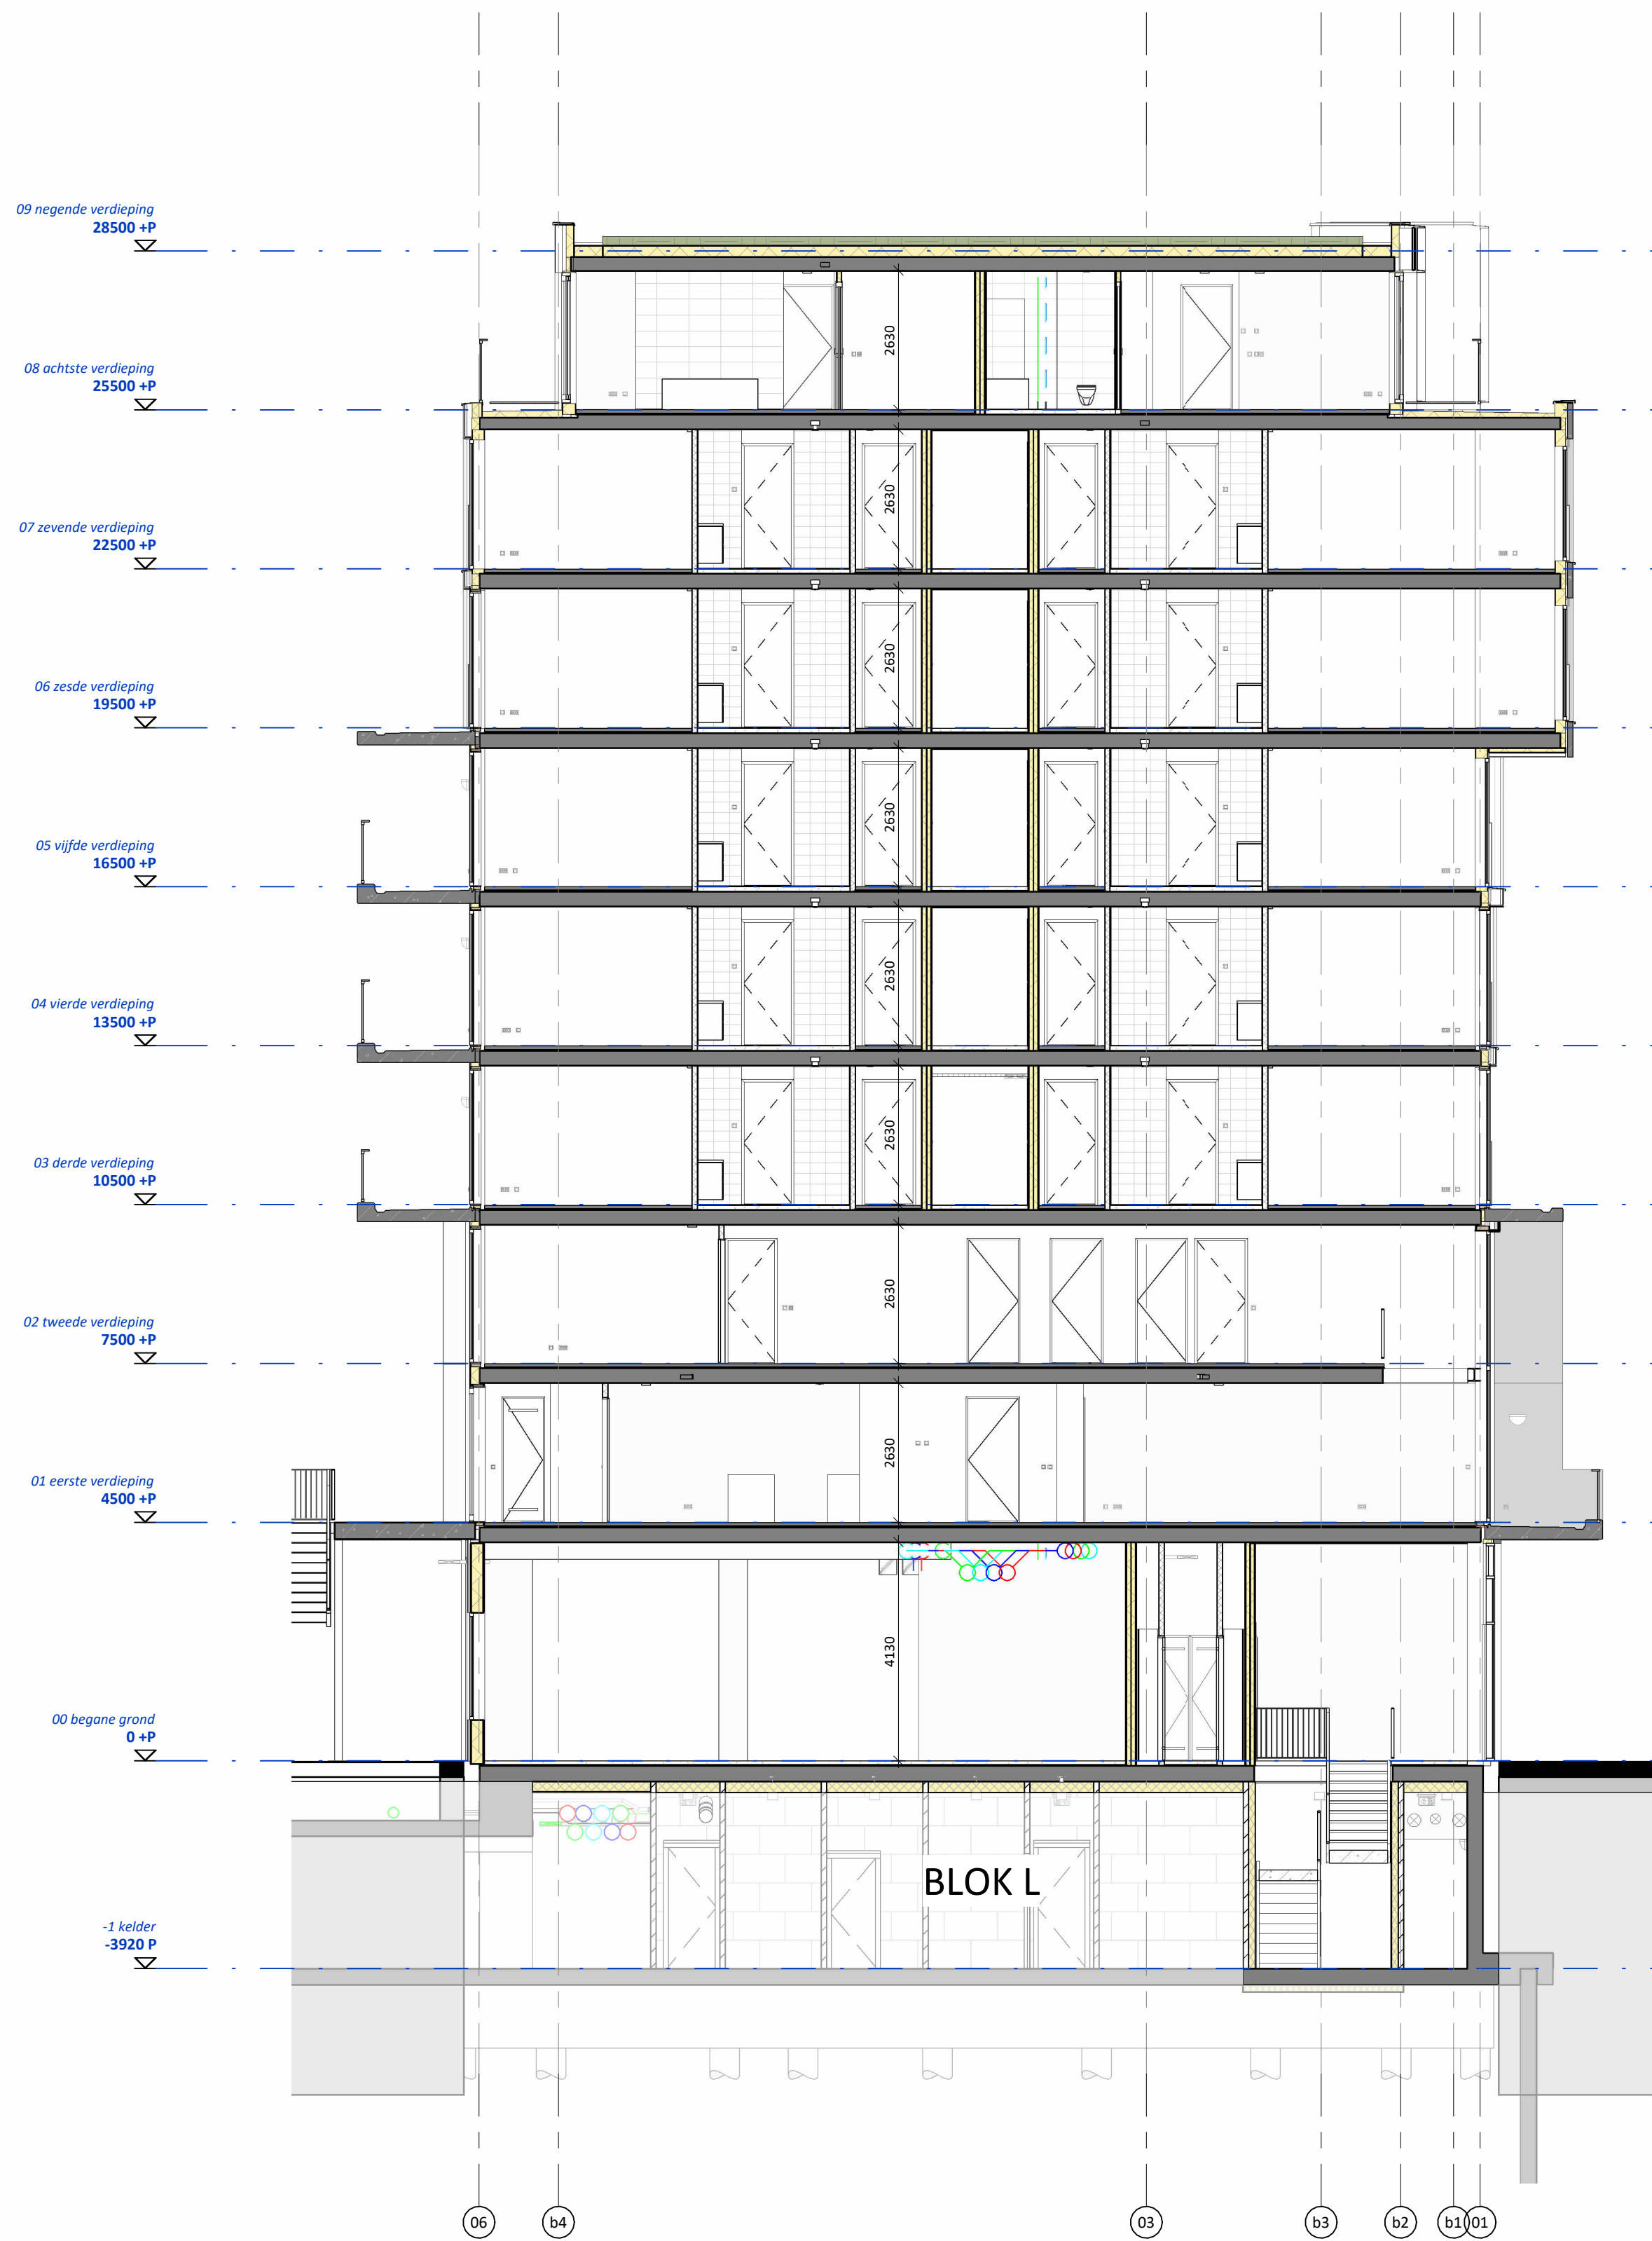 09 negende verdieping
28500 +P
2630
08 achtste verdieping
25500 +P
2630
07 zevende verdieping
22500 +P
2630
06 zesde verdieping
19500 +P
2630
05 vijfde verdieping
16500 +P
2630
04 vierde verdieping
13500 +P
2630
03 derde verdieping
10500 +P
2630
02 tweede verdieping
7500 +P
2630
01 eerste verdieping
4500 +P
4130
00 begane grond
0 +P
BLOK L
-1 kelder
-3920 P
06 b4 03 b3 b2 b1 01